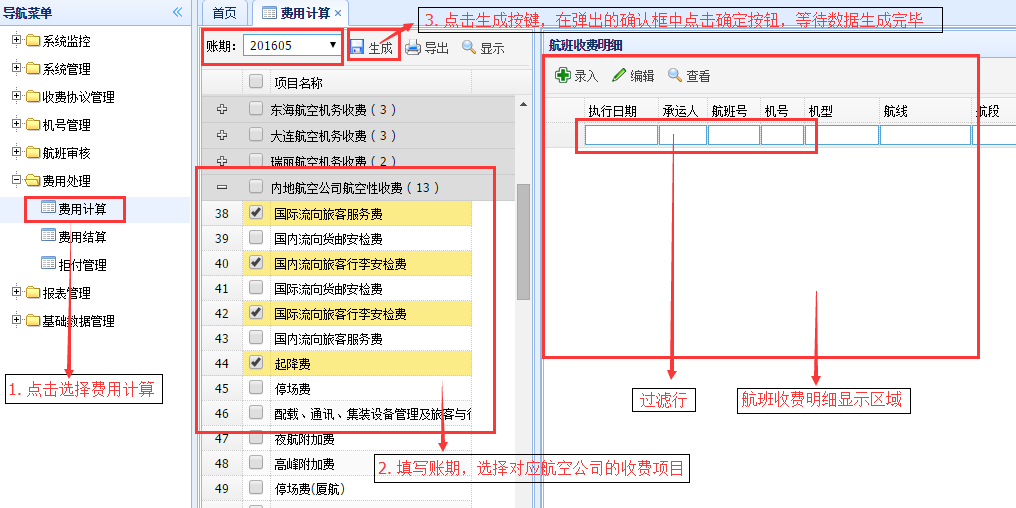 导航菜单
系统监控
系统管理
收费协议管理
机号管理
航班审核
费用处理
费用计算
费用结算
拒付管理
报表管理
基础数据管理
1. 点击选择费用计算
首页
费用计算
3. 点击生成按键，在弹出的确认框中点击确定按钮，等待数据生成完毕
账期： 201605 生成 导出 显示
项目名称
东海航空机务收费（3）
大连航空机务收费（3）
瑞丽航空机务收费（2）
内地航空公司航空性收费（13）
38 国际流向旅客服务费
39 国内流向货邮安检费
40 国内流向旅客行李安检费
41 国际流向货邮安检费
42 国际流向旅客行李安检费
43 国内流向旅客服务费
44 起降费
45 停场费
46 配载、通讯、集装设备管理及旅客与行
47 夜航附加费
48 高峰附加费
49 停场费(厦航)
2. 填写账期，选择对应航空公司的收费项目
航班收费明细
录入 编辑 查看
执行日期 承运人 航班号 机号 机型 航线 航段
过滤行
航班收费明细显示区域